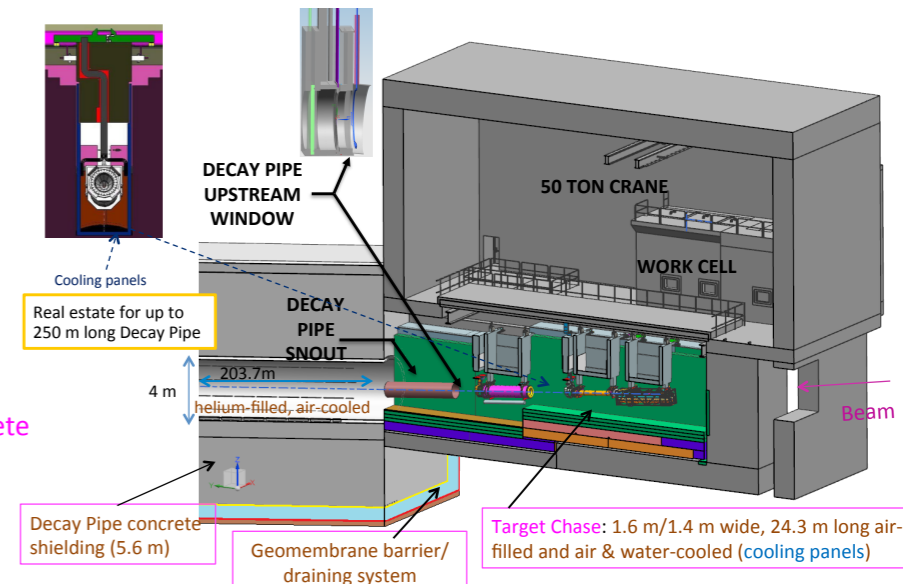 DECAY PIPE
UPSTREAM
WINDOW
50 TON CRANE
WORK CELL
Cooling panels
Real estate for up to
250 m long Decay Pipe
DECAY
PIPE
SNOUT
203.7m
4 m
helium-filled, air-cooled
Beam
ete
Decay Pipe concrete
shielding (5.6 m)
Geomembrane barrier/
draining system
Target Chase: 1.6 m/1.4 m wide, 24.3 m long air-
filled and air & water-cooled (cooling panels)